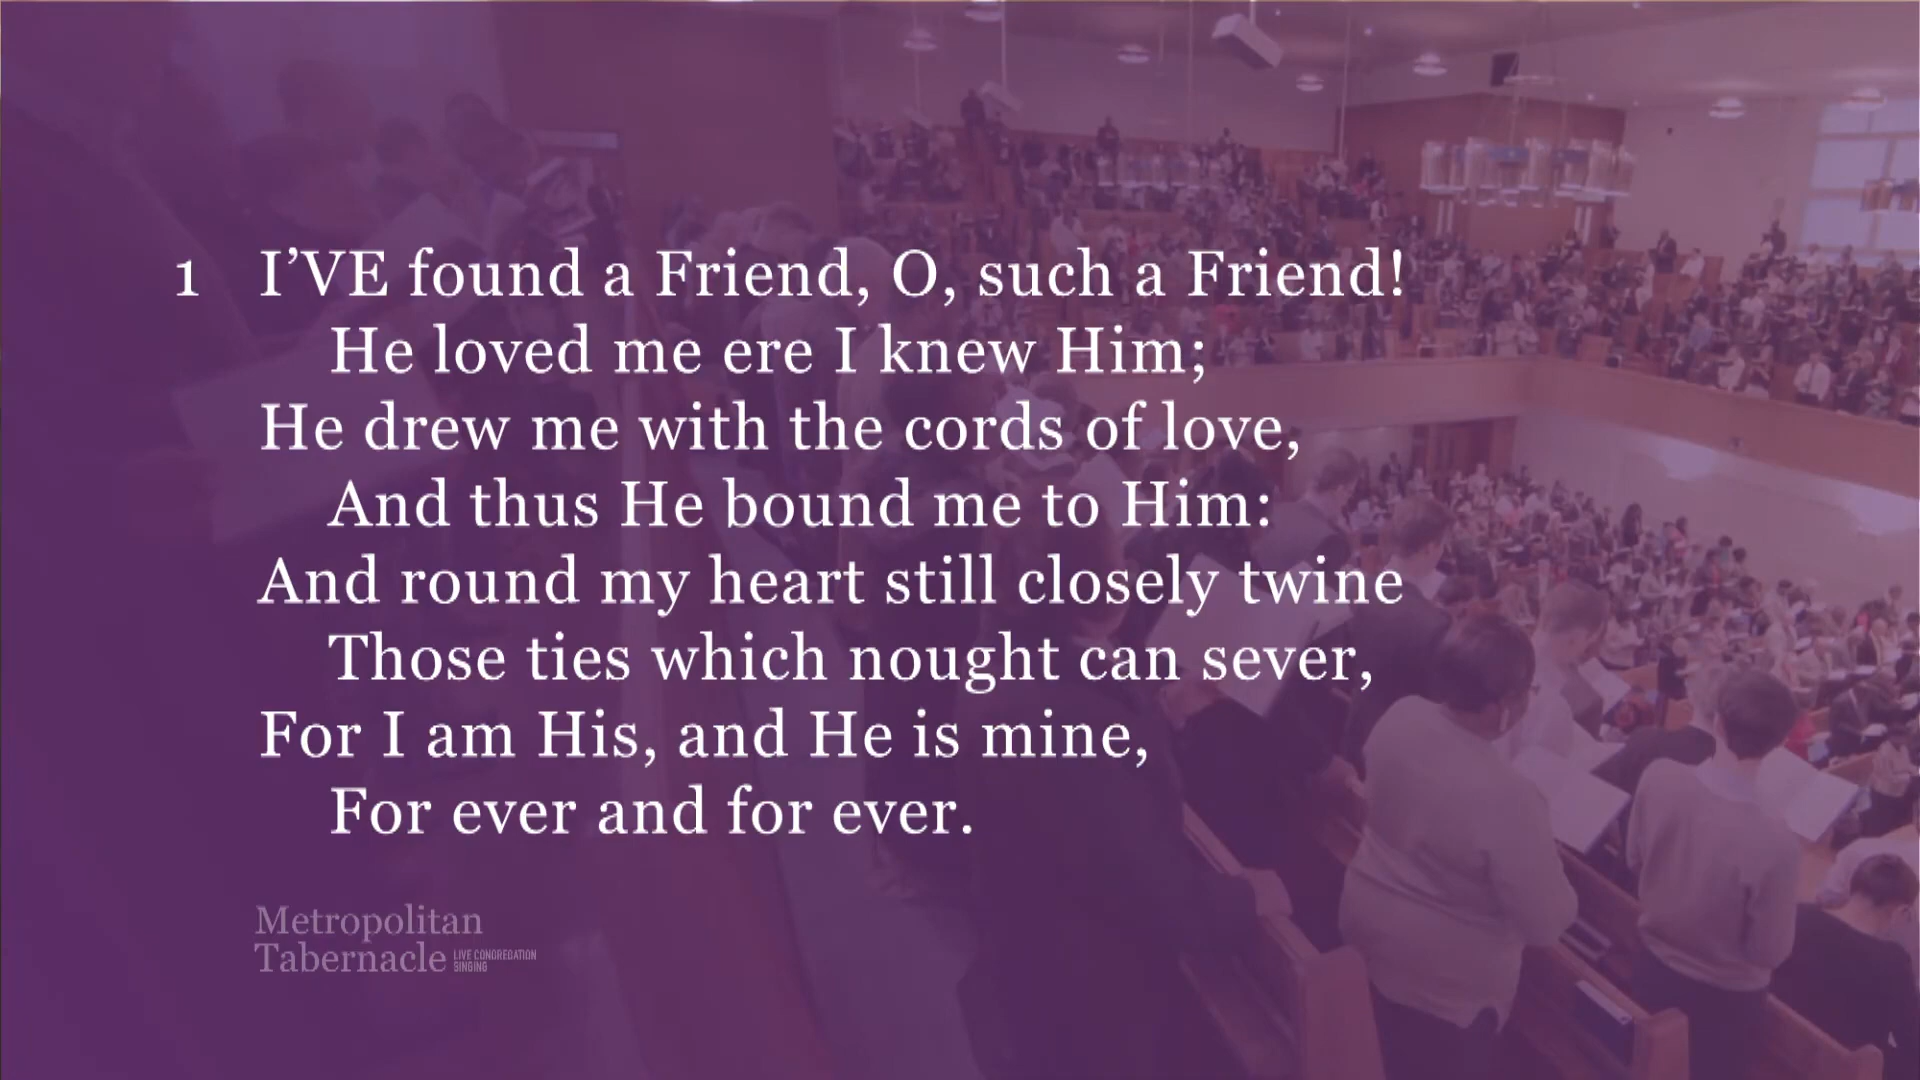 1 I’VE found a Friend, O, such a Friend!
He loved me ere I knew Him;
He drew me with the cords of love,
And thus He bound me to Him:
And round my heart still closely twine
Those ties which nought can sever,
For I am His, and He is mine,
For ever and for ever.
Metropolitan
Tabernacle LIVE CONGREGATION
SINGING